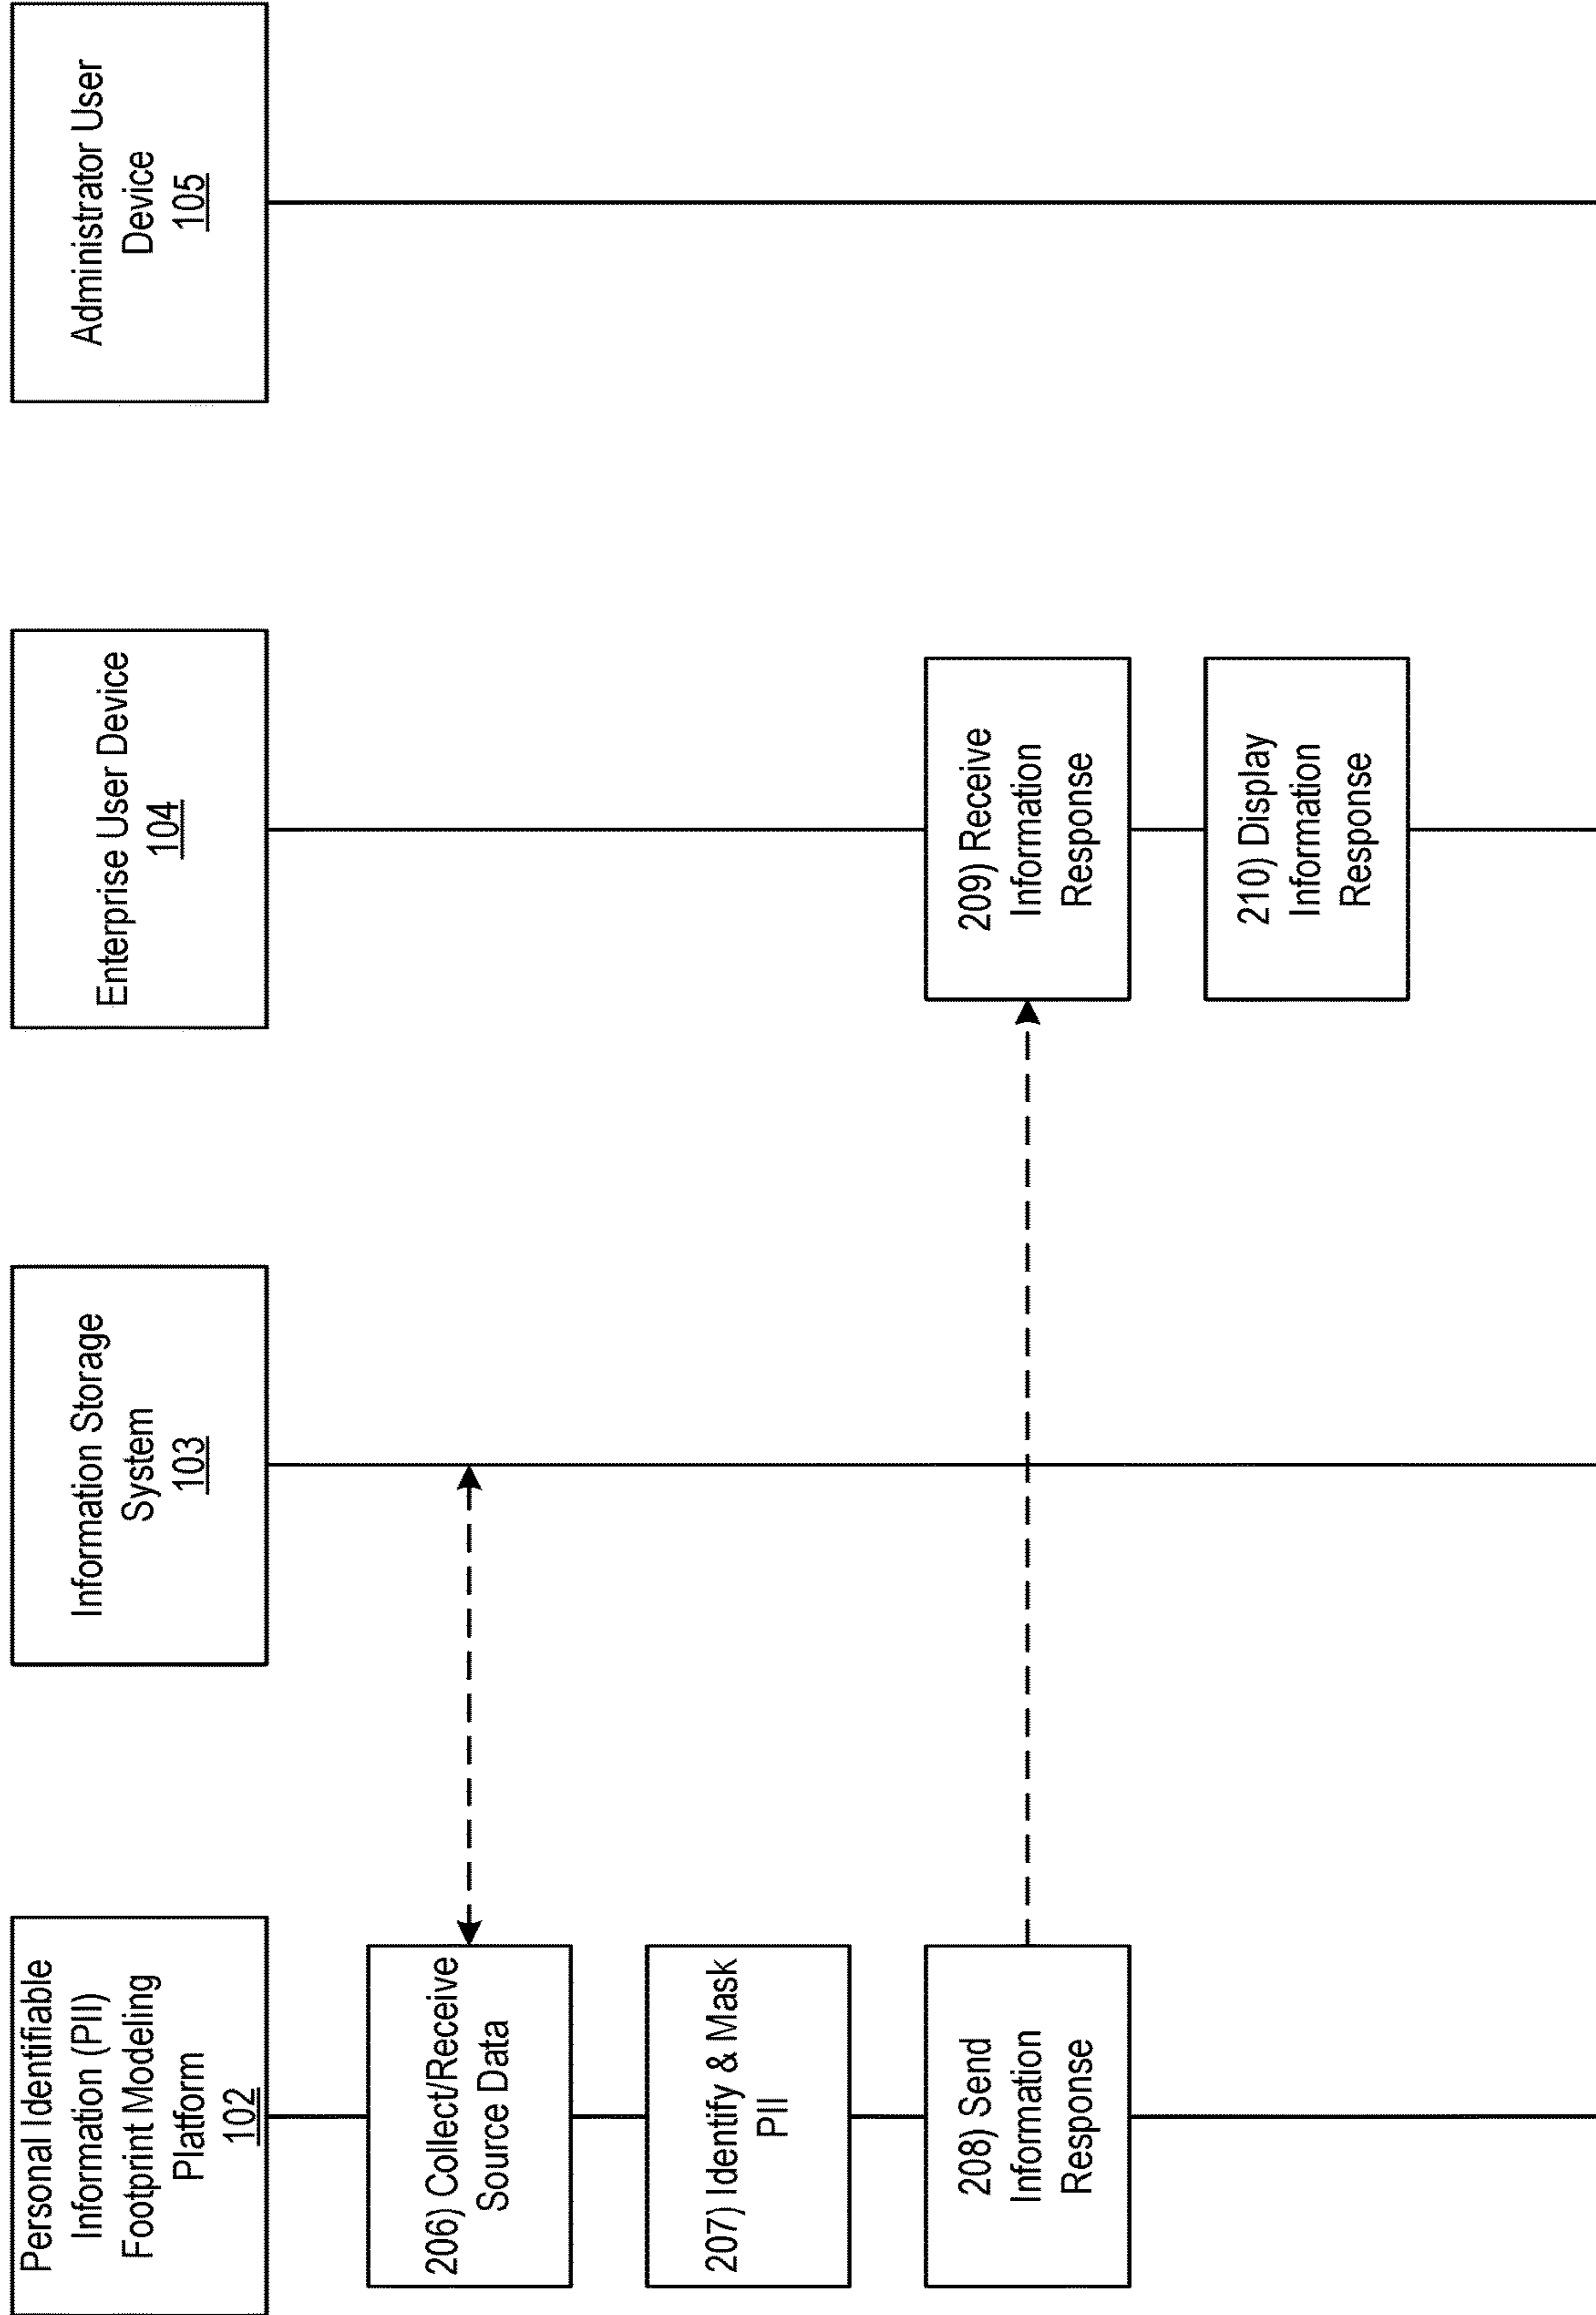 Personal Identifiable
Information (PII)
Footprint Modeling
Platform
102
Information Storage
System
103
Enterprise User Device
104
Administrator User
Device
105
206) Collect/Receive
Source Data
207) Identify & Mask
PII
208) Send
Information
Response
209) Receive
Information
Response
210) Display
Information
Response